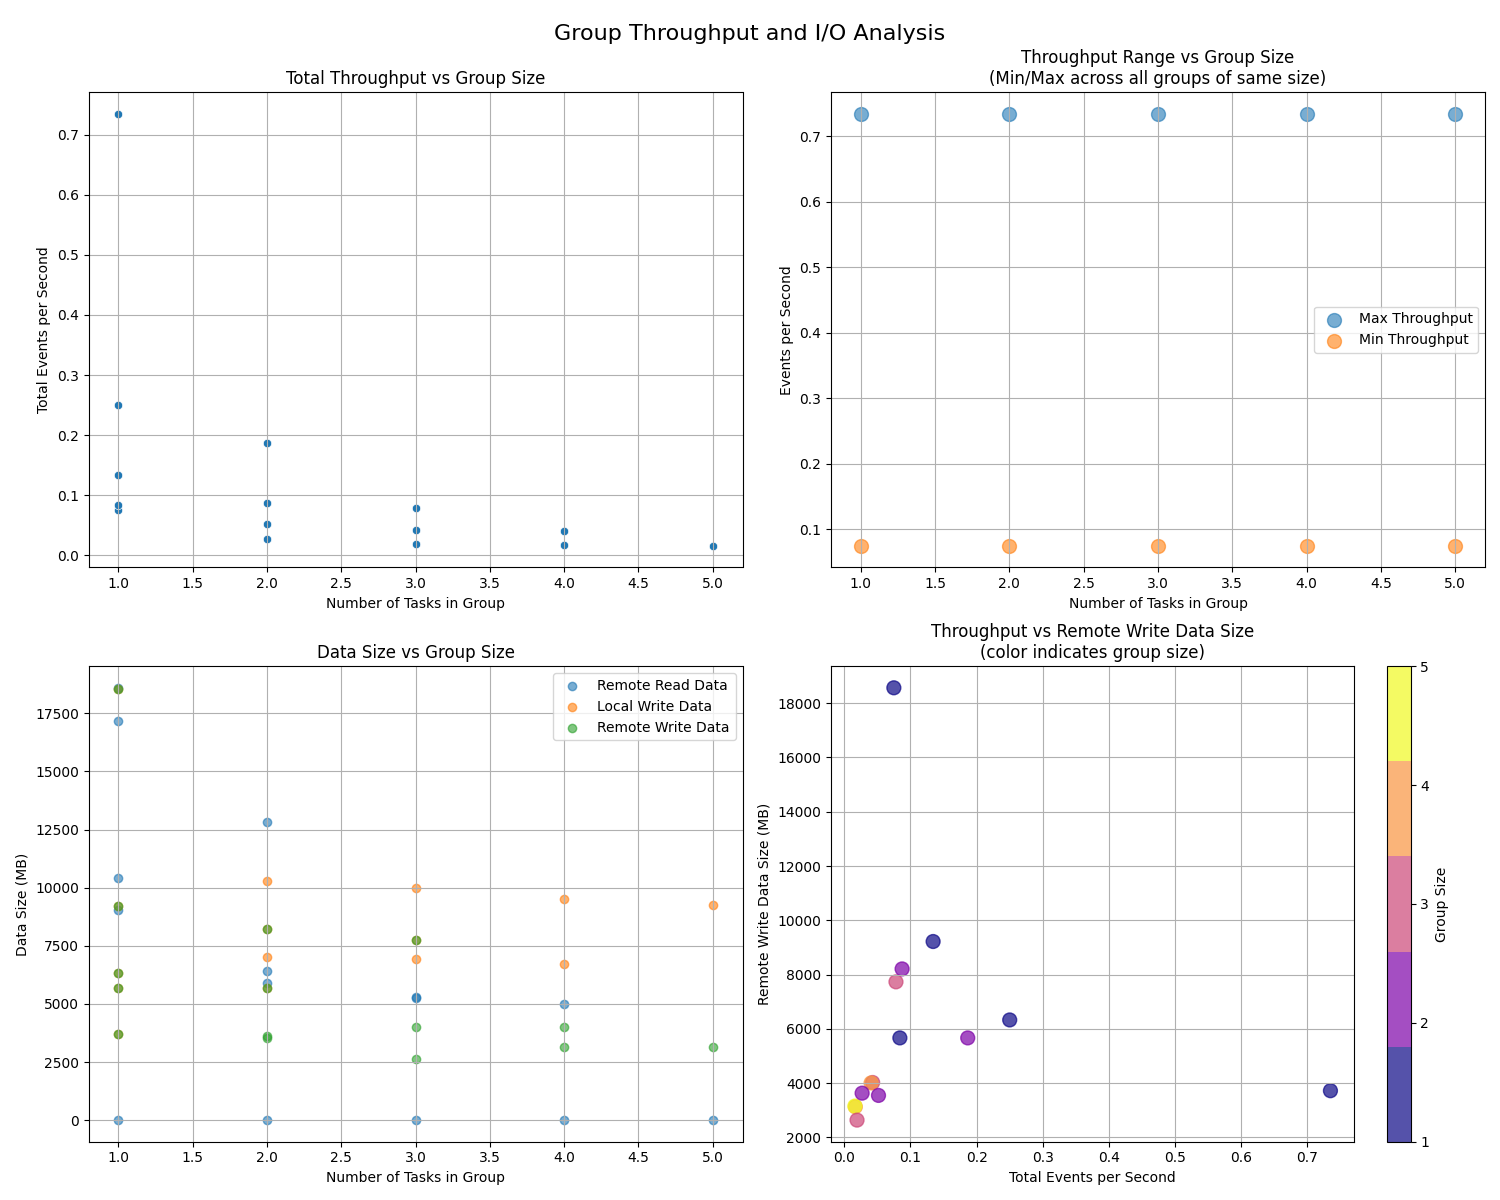 Group Throughput and I/O Analysis
Total Throughput vs Group Size
0.7
0.6
0.5
0.4
0.3
0.2
0.1
0.0
Total Events per Second
1.0 1.5 2.0 2.5 3.0 3.5 4.0 4.5 5.0
Number of Tasks in Group
Throughput Range vs Group Size
(Min/Max across all groups of same size)
0.7
0.6
0.5
0.4
0.3
0.2
0.1
Events per Second
Max Throughput
Min Throughput
1.0 1.5 2.0 2.5 3.0 3.5 4.0 4.5 5.0
Number of Tasks in Group
Data Size vs Group Size
17500
15000
12500
10000
7500
5000
2500
0
Data Size (MB)
Remote Read Data
Local Write Data
Remote Write Data
1.0 1.5 2.0 2.5 3.0 3.5 4.0 4.5 5.0
Number of Tasks in Group
Throughput vs Remote Write Data Size
(color indicates group size)
18000
16000
14000
12000
10000
8000
6000
4000
2000
Remote Write Data Size (MB)
0.0 0.1 0.2 0.3 0.4 0.5 0.6 0.7
Total Events per Second
5
4
3
2
1
Group Size